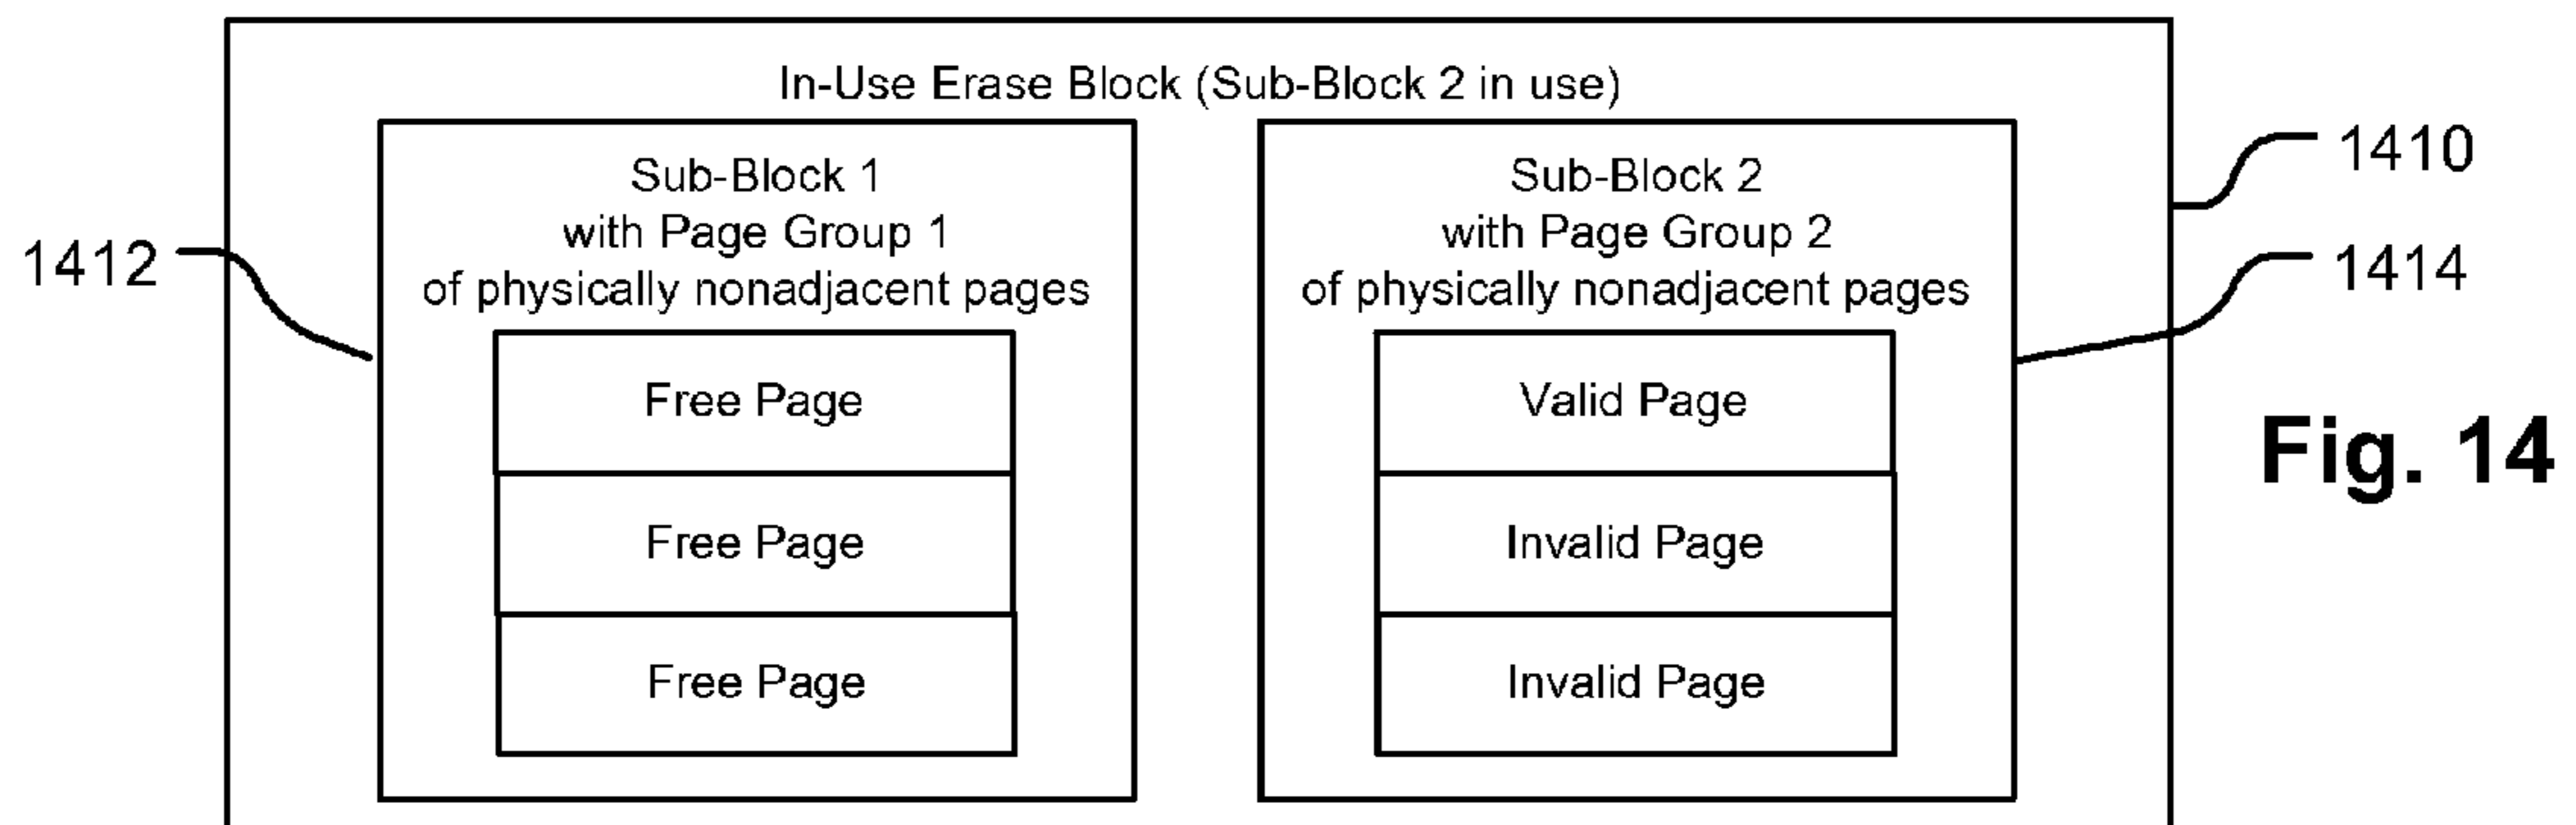 In-Use Erase Block (Sub-Block 2 in use)
1412
Sub-Block 1
with Page Group 1
of physically nonadjacent pages
Free Page
Free Page
Free Page
Sub-Block 2
with Page Group 2
of physically nonadjacent pages
Valid Page
Invalid Page
Invalid Page
1410
1414
Fig. 14